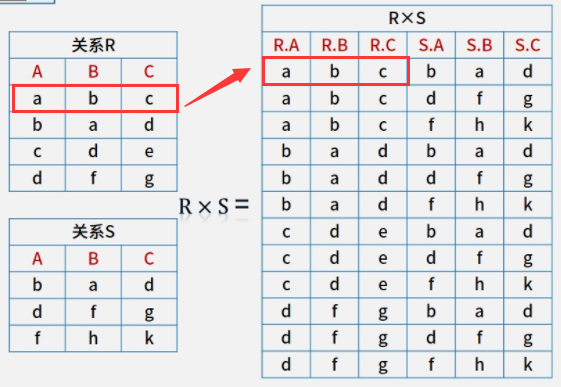 关系R
A B C
a b c
b a d
c d e
d f g
关系S
A B C
b a d
d f g
f h k
R×S=
R×S
R.A R.B R.C S.A S.B S.C
a b c b a d
a b c d f g
a b c f h k
b a d b a d
b a d d f g
b a d f h k
c d e b a d
c d e d f g
c d e f h k
d f g b a d
d f g d f g
d f g f h k